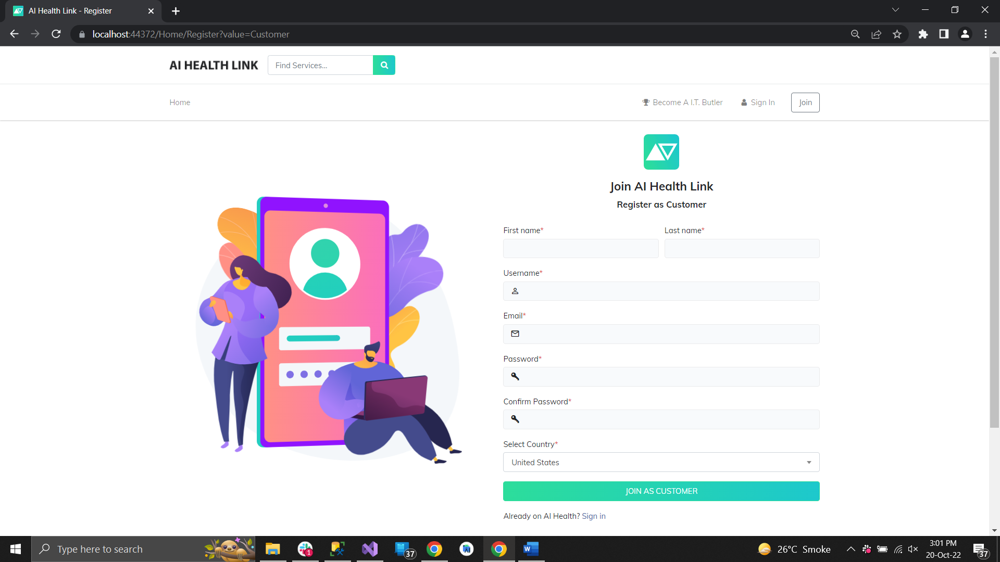 AI Health Link - Register
localhost:44372/Home/Register?value=Customer
AI HEALTH LINK
Find Services...
Home
Become A I.T. Butler
Sign In
Join
Join AI Health Link
Register as Customer
First name*
Last name*
Username*
Email*
Password*
Confirm Password*
Select Country*
United States
JOIN AS CUSTOMER
Already on AI Health? Sign in
Type here to search
1
37
W
26°C Smoke
3:01 PM
20-Oct-22
37